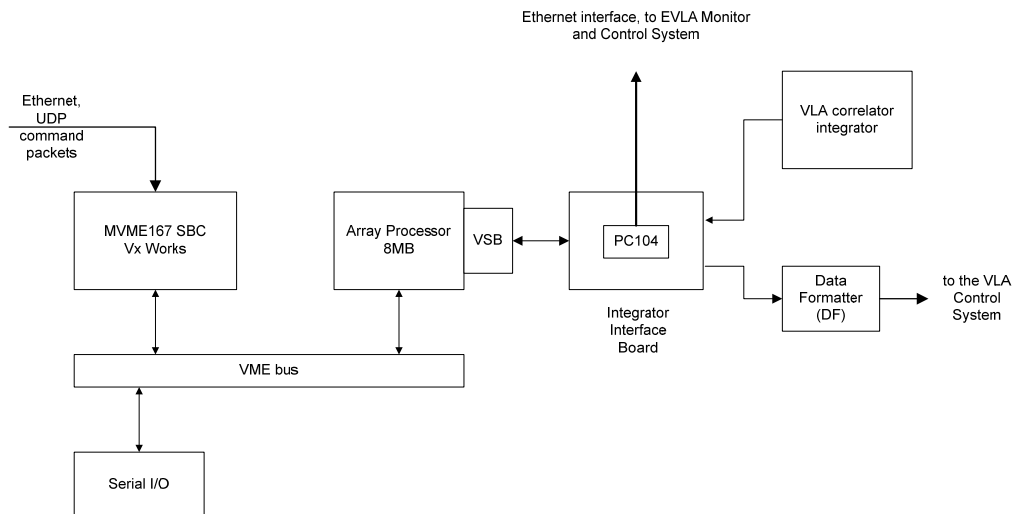 Ethernet interface, to EVLA Monitor
and Control System
Ethernet,
UDP
command
packets
VLA correlator
integrator
MVME167 SBC
Vx Works
Array Processor
8MB
VSB
PC104
Integrator
Interface
Board
Data
Formatter
(DF)
to the VLA
Control
System
VME bus
Serial I/O